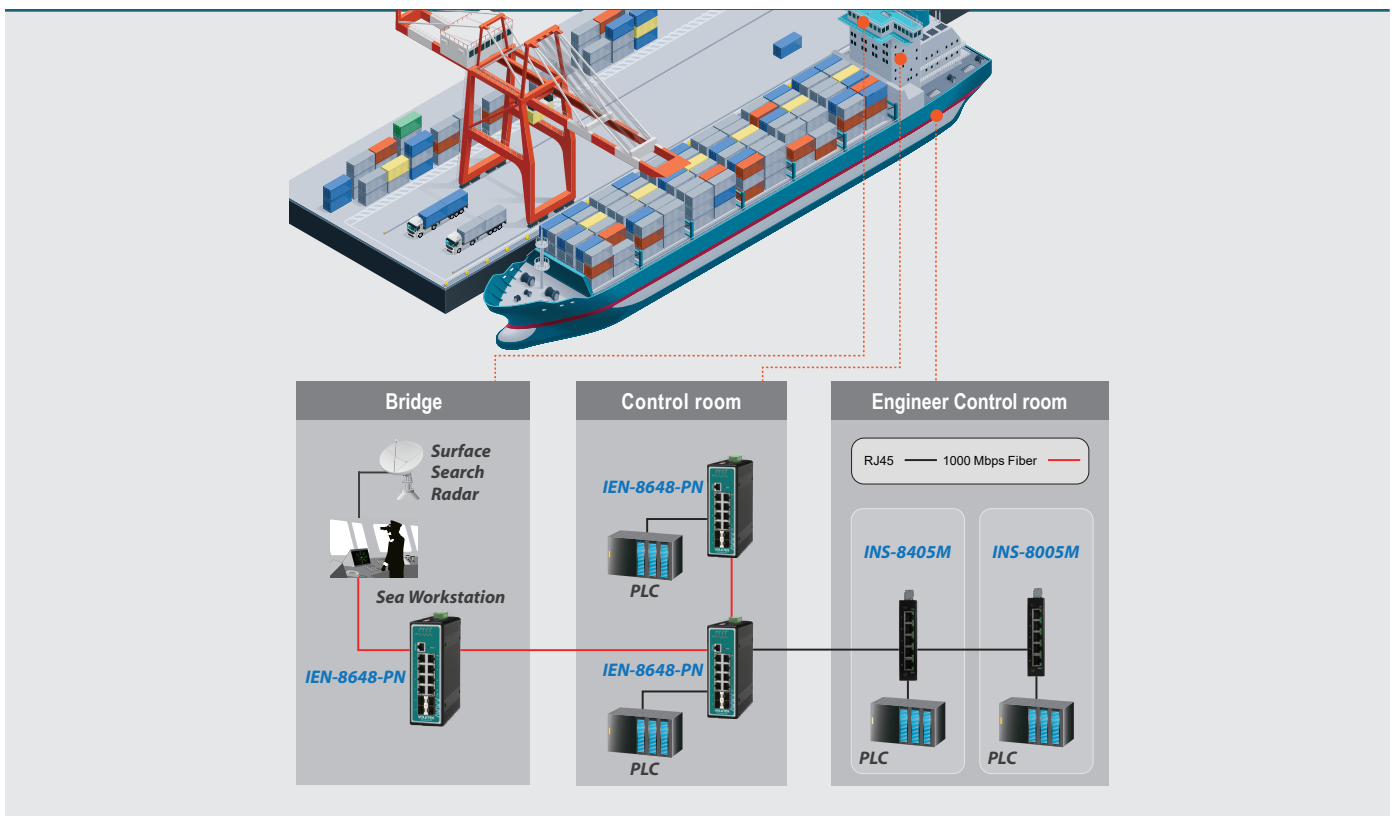 Bridge
Control room
Engineer Control room
Surface
Search
Radar
Sea Workstation
IEN-8648-PN
IEN-8648-PN
PLC
IEN-8648-PN
PLC
RJ45
1000 Mbps Fiber
INS-8405M
INS-8005M
PLC
PLC